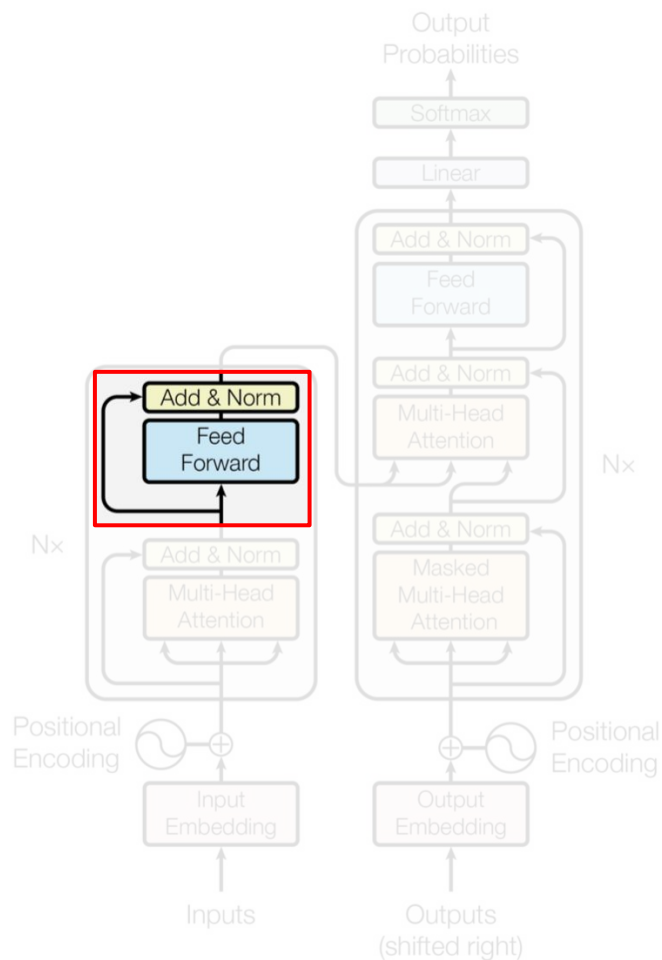 Output
Probabilities
Softmax
Linear
Add & Norm
Feed
Forward
Add & Norm
Multi-Head
Attention
Nx
Add & Norm
Masked
Multi-Head
Attention
Add & Norm
Feed
Forward
Nx
Add & Norm
Multi-Head
Attention
Positional
Encoding
Positional
Encoding
Input
Embedding
Output
Embedding
Inputs
Outputs
(shifted right)